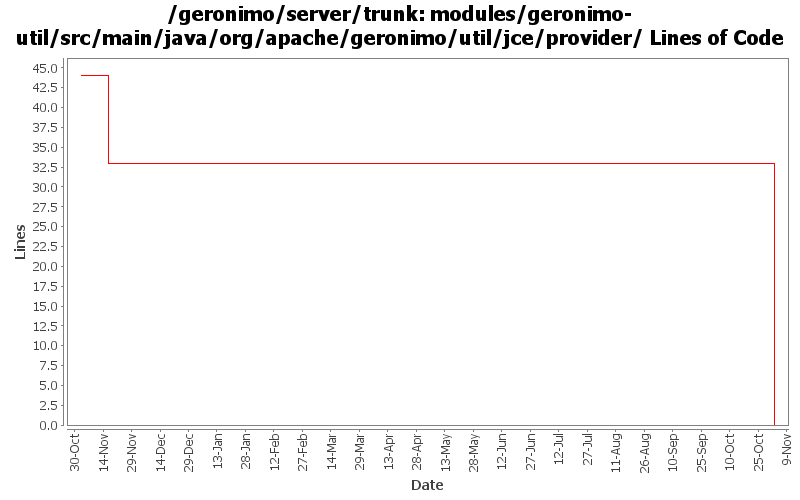 /geronimo/server/trunk: modules/geronimo-
util/src/main/java/org/apache/geronimo/util/jce/provider/ Lines of Code
45.0
42.5
40.0
37.5
35.0
32.5
30.0
27.5
25.0
22.5
20.0
17.5
15.0
12.5
10.0
7.5
5.0
2.5
0.0
Lines
30-Oct
14-Nov
29-Nov
14-Dec
29-Dec
13-Jan
28-Jan
12-Feb
27-Feb
14-Mar
29-Mar
13-Apr
28-Apr
13-May
28-May
12-Jun
27-Jun
12-Jul
27-Jul
11-Aug
26-Aug
10-Sep
25-Sep
10-Oct
25-Oct
9-Nov
Date